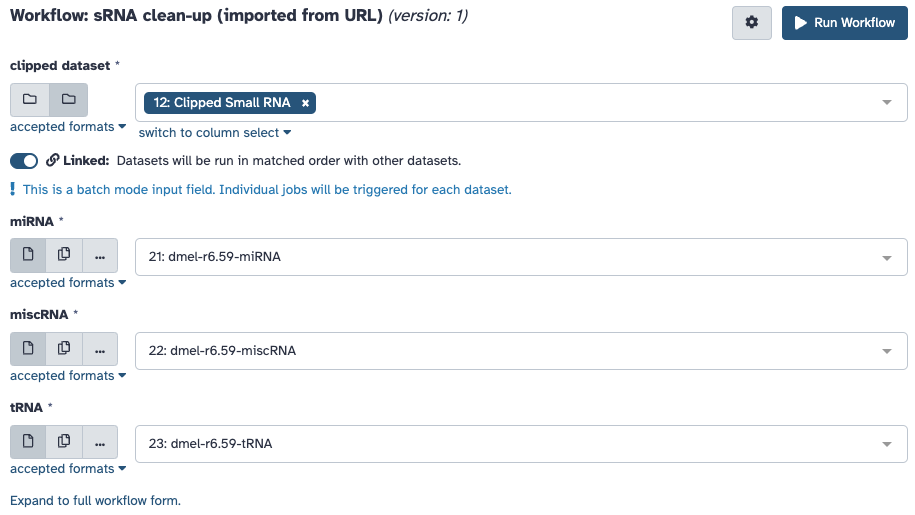 Workflow: sRNA clean-up (imported from URL) (version: 1)
Run Workflow
clipped dataset *
12: Clipped Small RNA ×
accepted formats
switch to column select
Linked: Datasets will be run in matched order with other datasets.
! This is a batch mode input field. Individual jobs will be triggered for each dataset.
miRNA *
...
21: dmel-r6.59-miRNA
accepted formats
miscRNA *
...
22: dmel-r6.59-miscRNA
accepted formats
tRNA *
...
23: dmel-r6.59-tRNA
accepted formats
Expand to full workflow form.